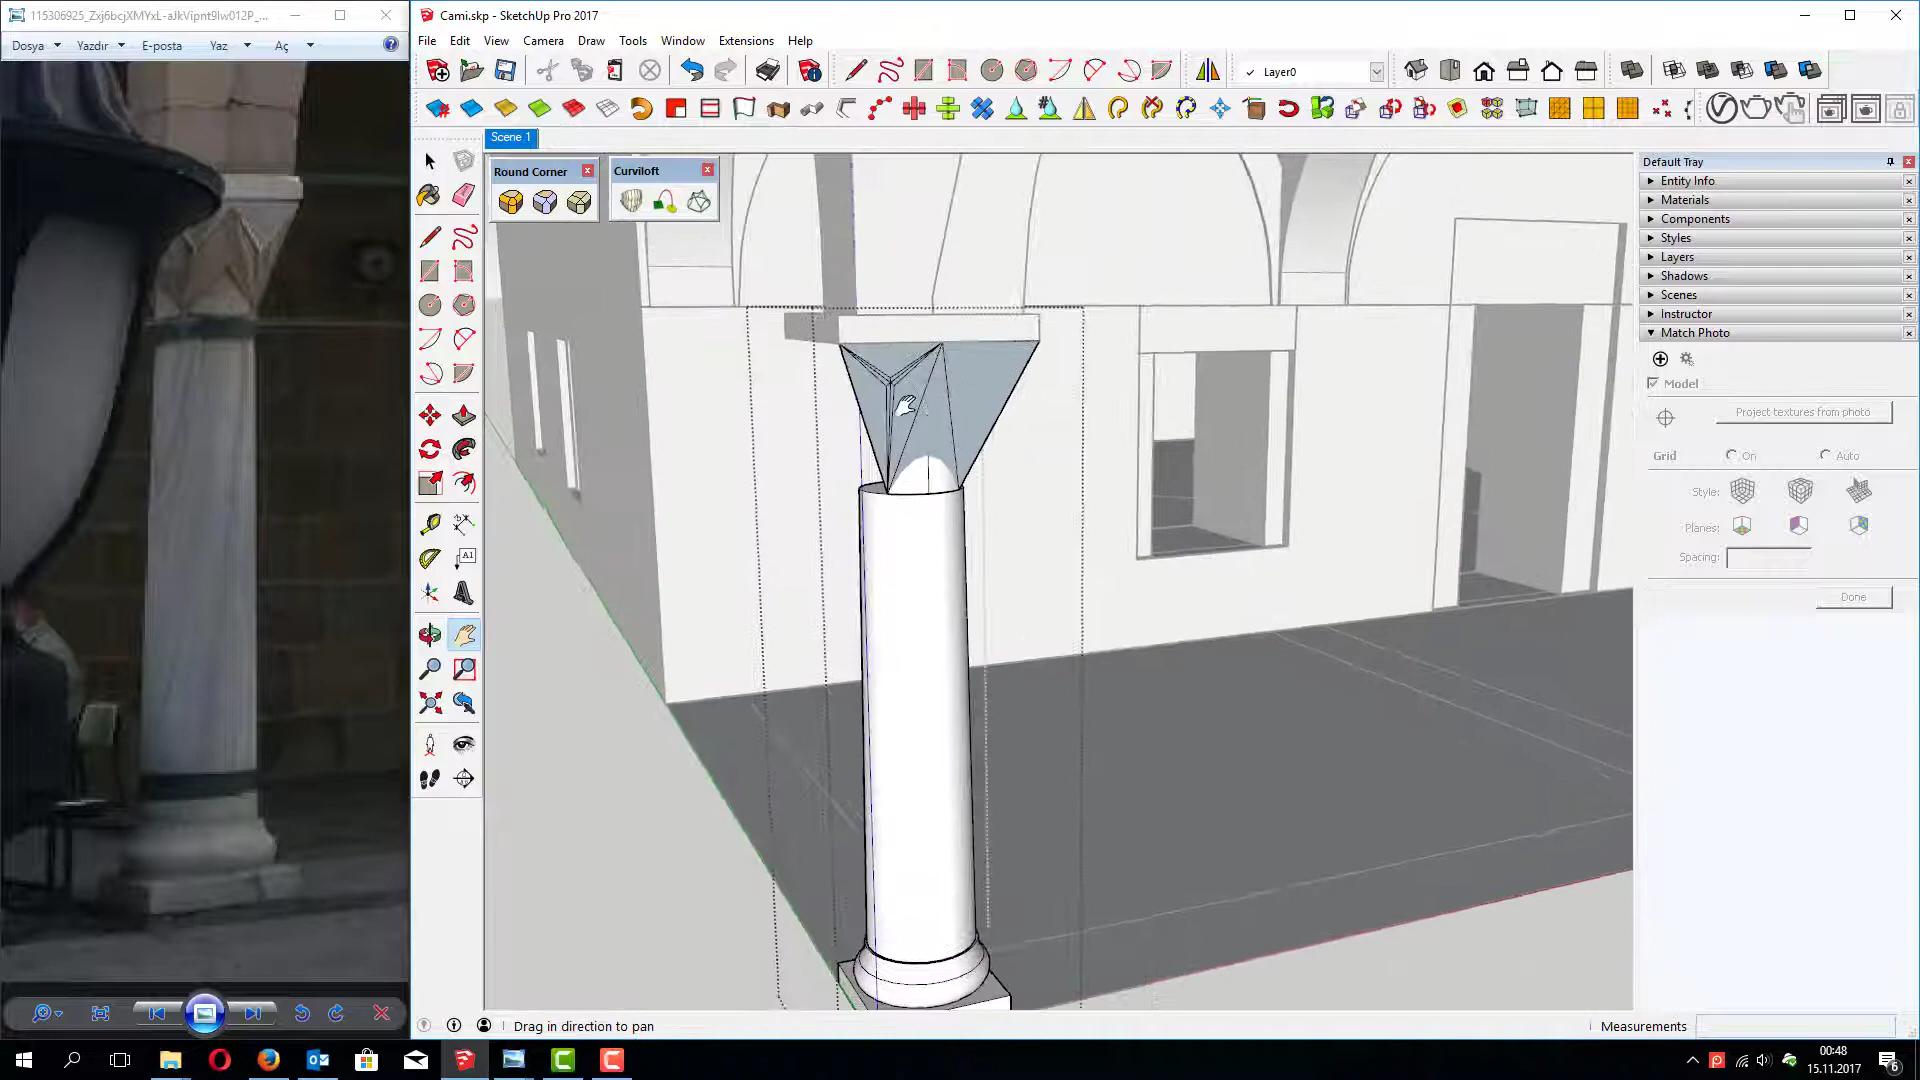 115306925_Zxj6bcjXMYxL-aJkVipnt9lw012P_...
Dosya Yazdır E-posta Yaz Aç
Cami.skp - SketchUp Pro 2017
File Edit View Camera Draw Tools Window Extensions Help
Layer0
Scene 1
Round Corner
Curviloft
Default Tray
Entity Info
Materials
Components
Styles
Layers
Shadows
Scenes
Instructor
Match Photo
Model
Project textures from photo
Grid On Auto
Style:
Planes:
Spacing:
Done
Drag in direction to pan
Measurements
00:48
15.11.2017
6